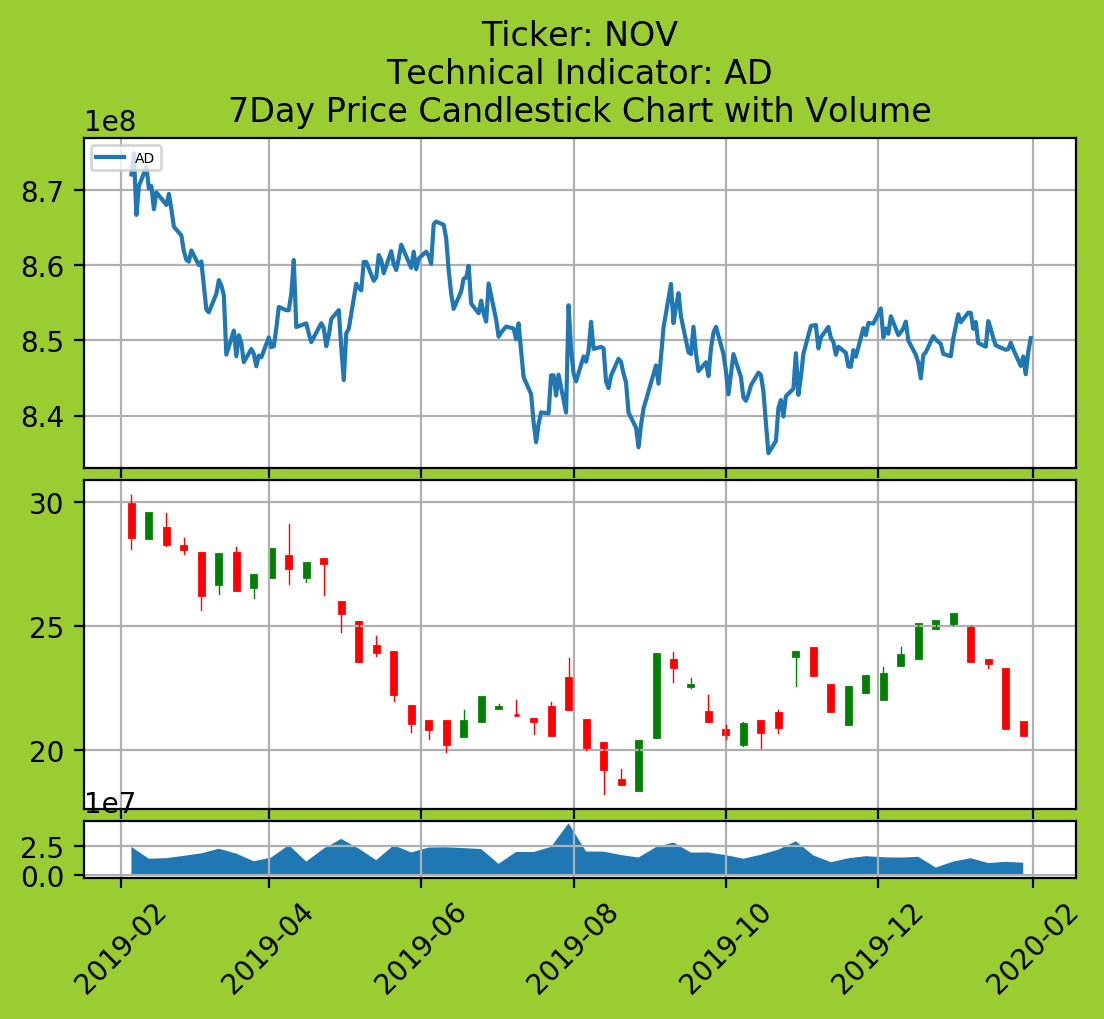 Ticker: NOV
Technical Indicator: AD
7Day Price Candlestick Chart with Volume
1e8
AD
8.7
8.6
8.5
8.4
30
25
20
1e7
2.5
0.0
2019-02
2019-04
2019-06
2019-08
2019-10
2019-12
2020-02